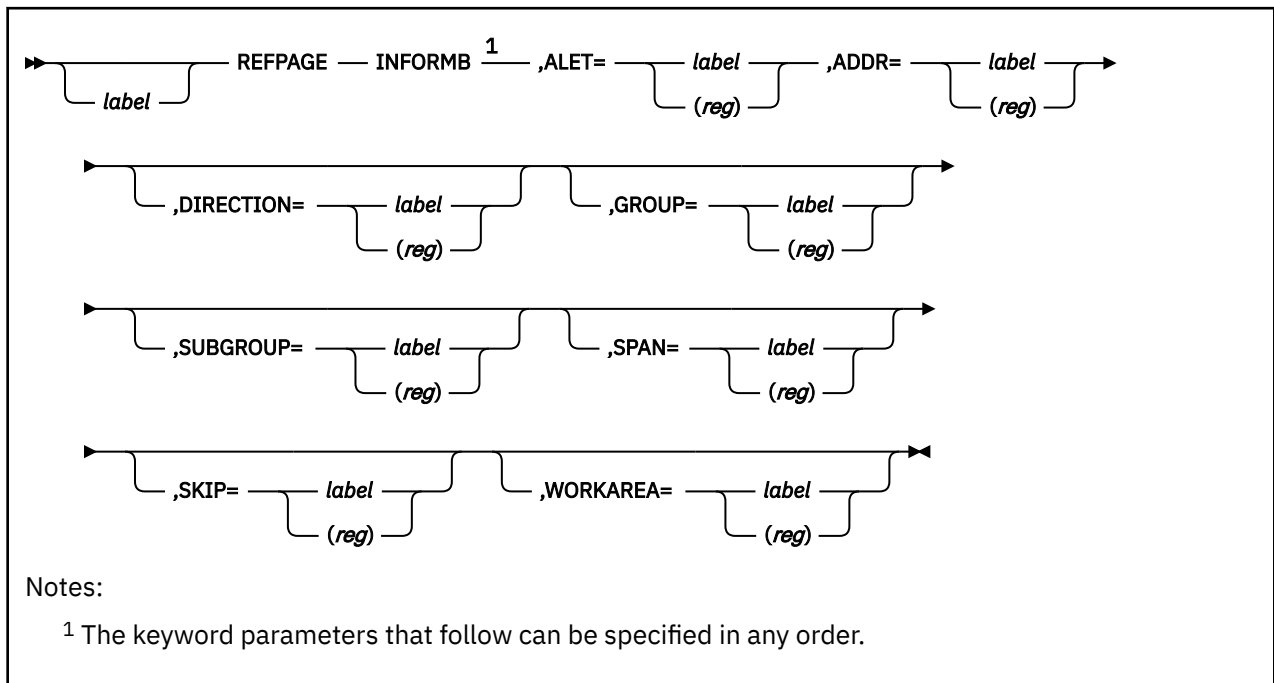 REFPAGE INFORMB 1 ,ALET= label ,ADDR= label
label (reg) (reg)
,DIRECTION= label ,GROUP= label
(reg) (reg)
,SUBGROUP= label ,SPAN= label
(reg) (reg)
,SKIP= label ,WORKAREA= label
(reg) (reg)
Notes:
1 The keyword parameters that follow can be specified in any order.